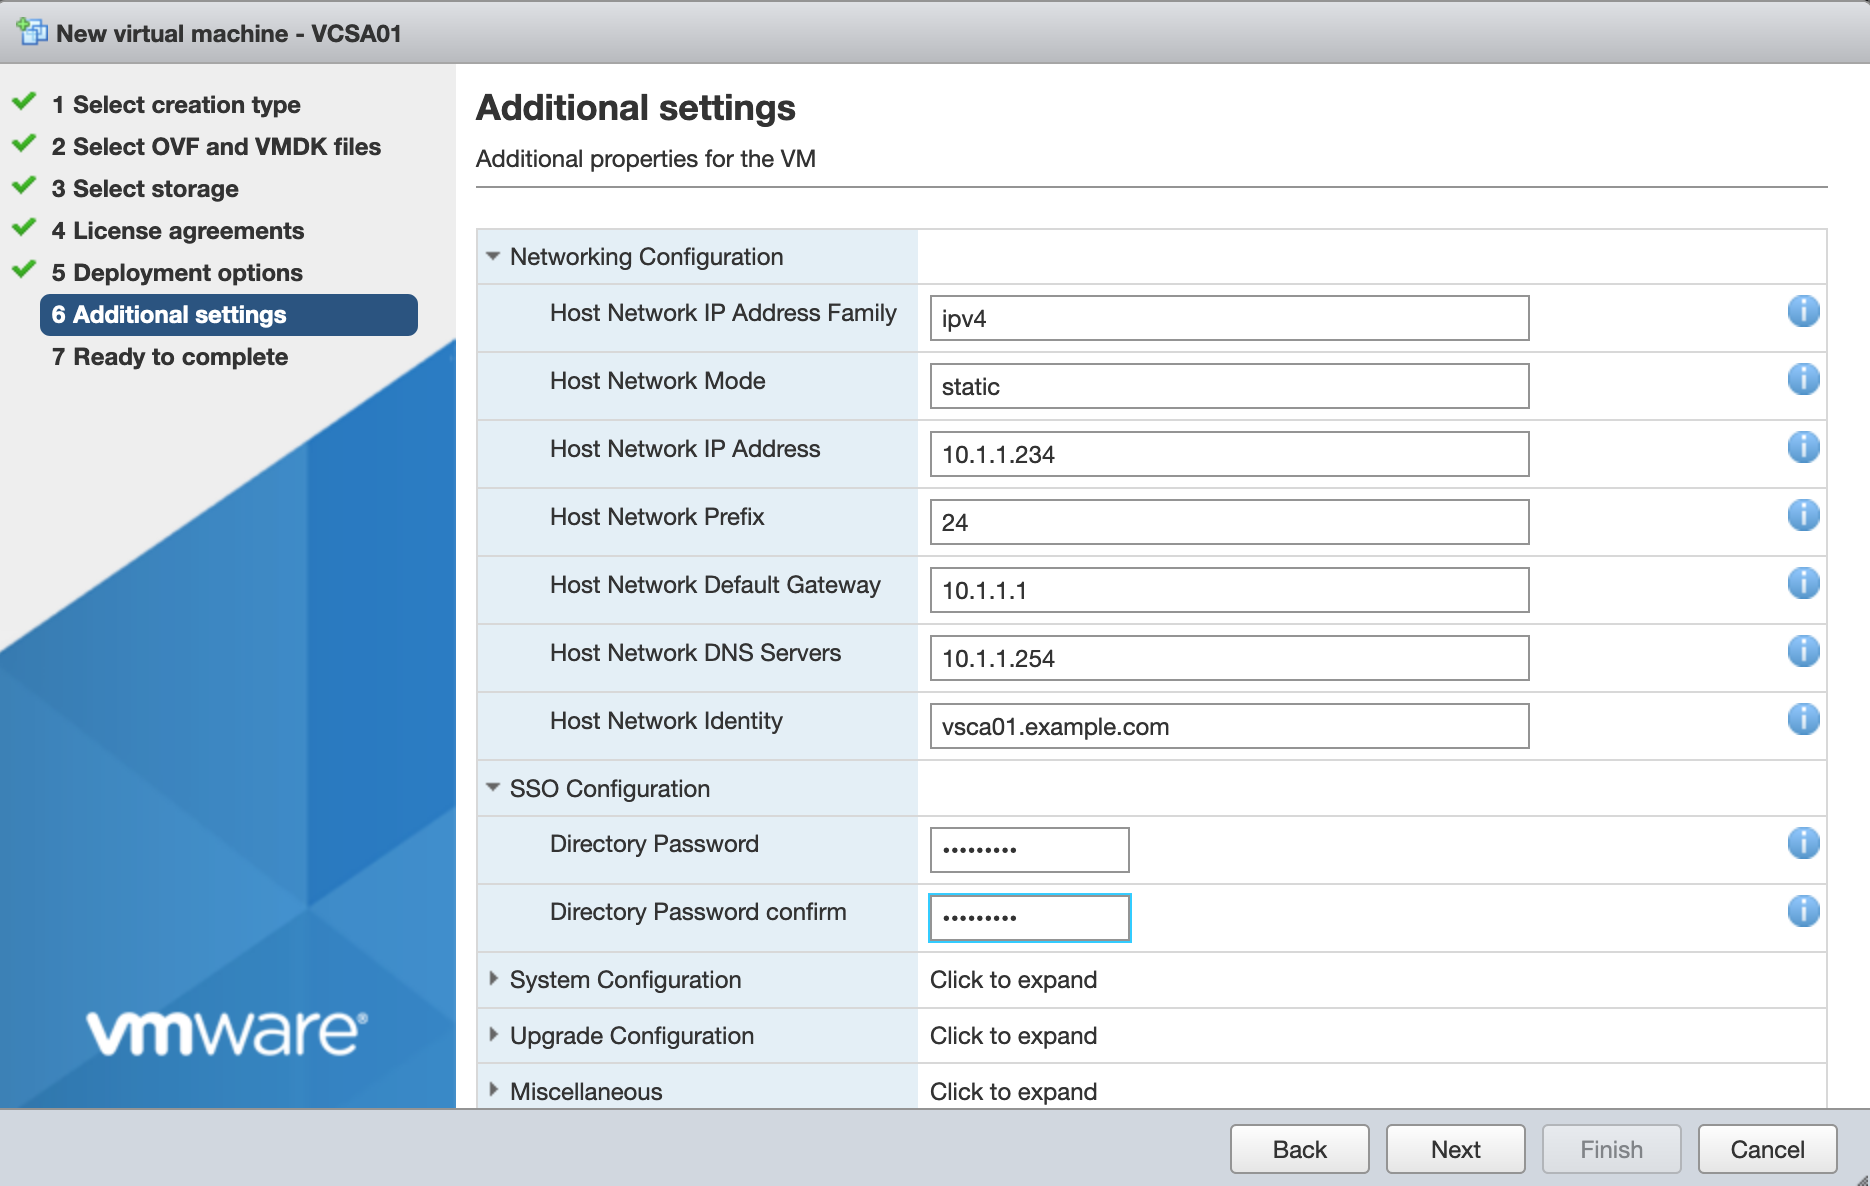 New virtual machine - VCSA01
1 Select creation type
2 Select OVF and VMDK files
3 Select storage
4 License agreements
5 Deployment options
6 Additional settings
7 Ready to complete
vmware®
Additional settings
Additional properties for the VM
Networking Configuration
Host Network IP Address Family ipv4
Host Network Mode static
Host Network IP Address 10.1.1.234
Host Network Prefix 24
Host Network Default Gateway 10.1.1.1
Host Network DNS Servers 10.1.1.254
Host Network Identity vsca01.example.com
SSO Configuration
Directory Password •••••••••
Directory Password confirm •••••••••
System Configuration Click to expand
Upgrade Configuration Click to expand
Miscellaneous Click to expand
Back Next Finish Cancel